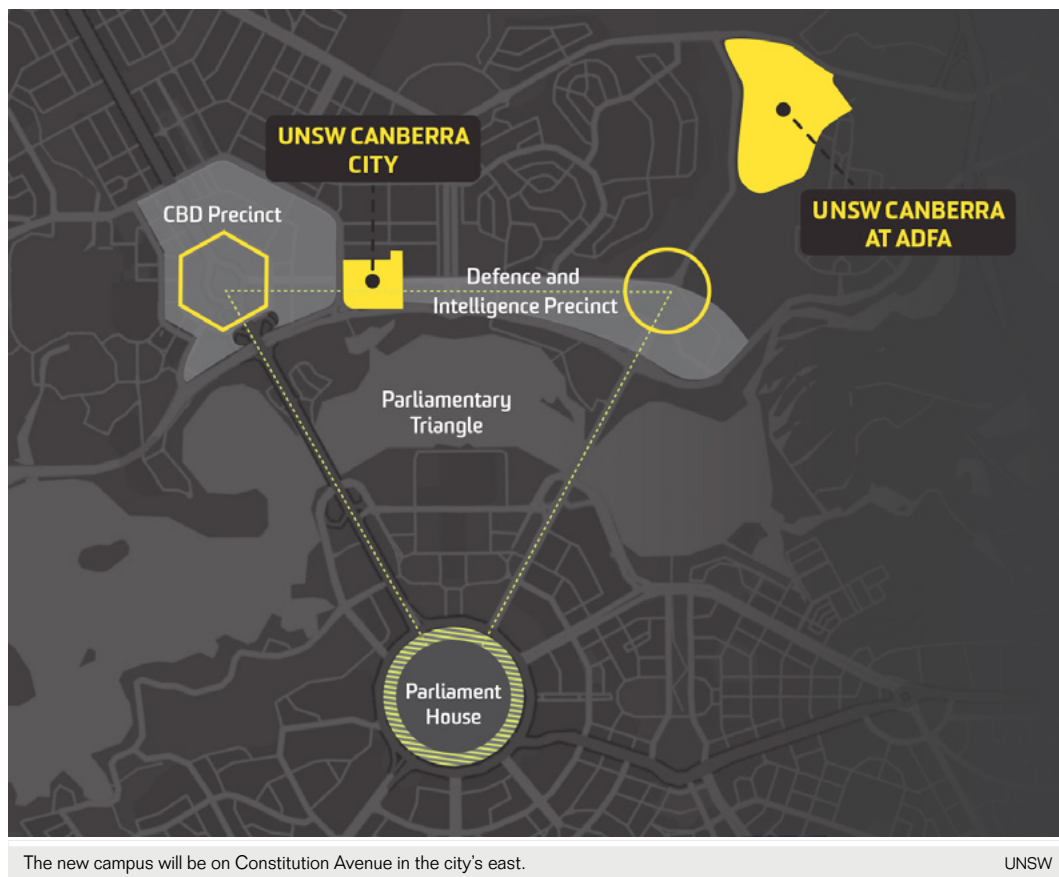 UNSW CANBERRA
CITY
CBD Precinct
UNSW CANBERRA
AT ADFA
Defence and
Intelligence Precinct
Parliamentary
Triangle
Parliament
House
The new campus will be on Constitution Avenue in the city's east.
UNSW